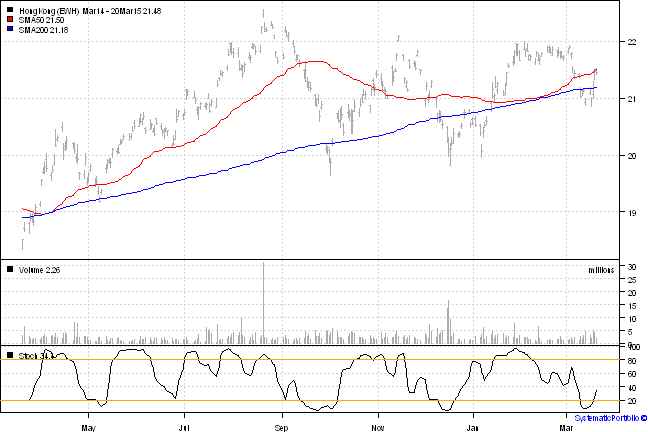 Hong Kong (EWH) Mar14 - 20Mar15 21.48
SMA50 21.50
SMA200 21.18
22
21
20
19
Volume 2.26
millions
30
25
20
15
10
5
0
Stoch 34.1
100
80
60
40
20
May
Jul
Sep
Nov
Jan
Mar
SystematicPortfolio ©